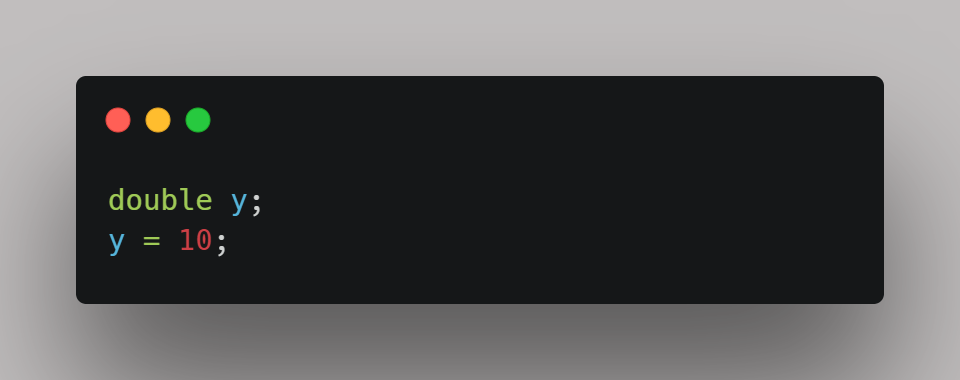 double y;
y = 10;